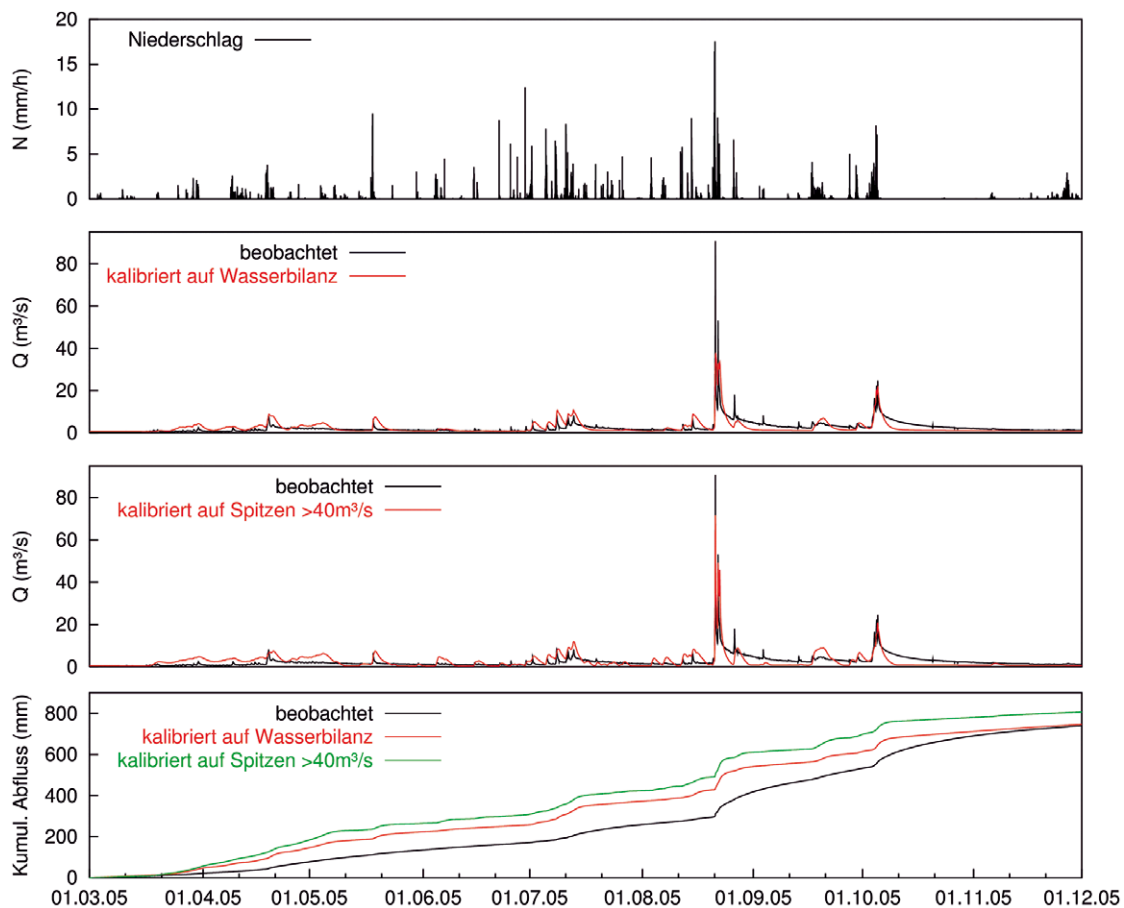 20
15
10
5
0
N (mm/h)
Niederschlag
80
60
40
20
0
Q (m³/s)
beobachtet
kalibriert auf Wasserbilanz
80
60
40
20
0
Q (m³/s)
beobachtet
kalibriert auf Spitzen >40m³/s
800
600
400
200
0
Kumul. Abfluss (mm)
beobachtet
kalibriert auf Wasserbilanz
kalibriert auf Spitzen >40m³/s
01.03.05 01.04.05 01.05.05 01.06.05 01.07.05 01.08.05 01.09.05 01.10.05 01.11.05 01.12.05